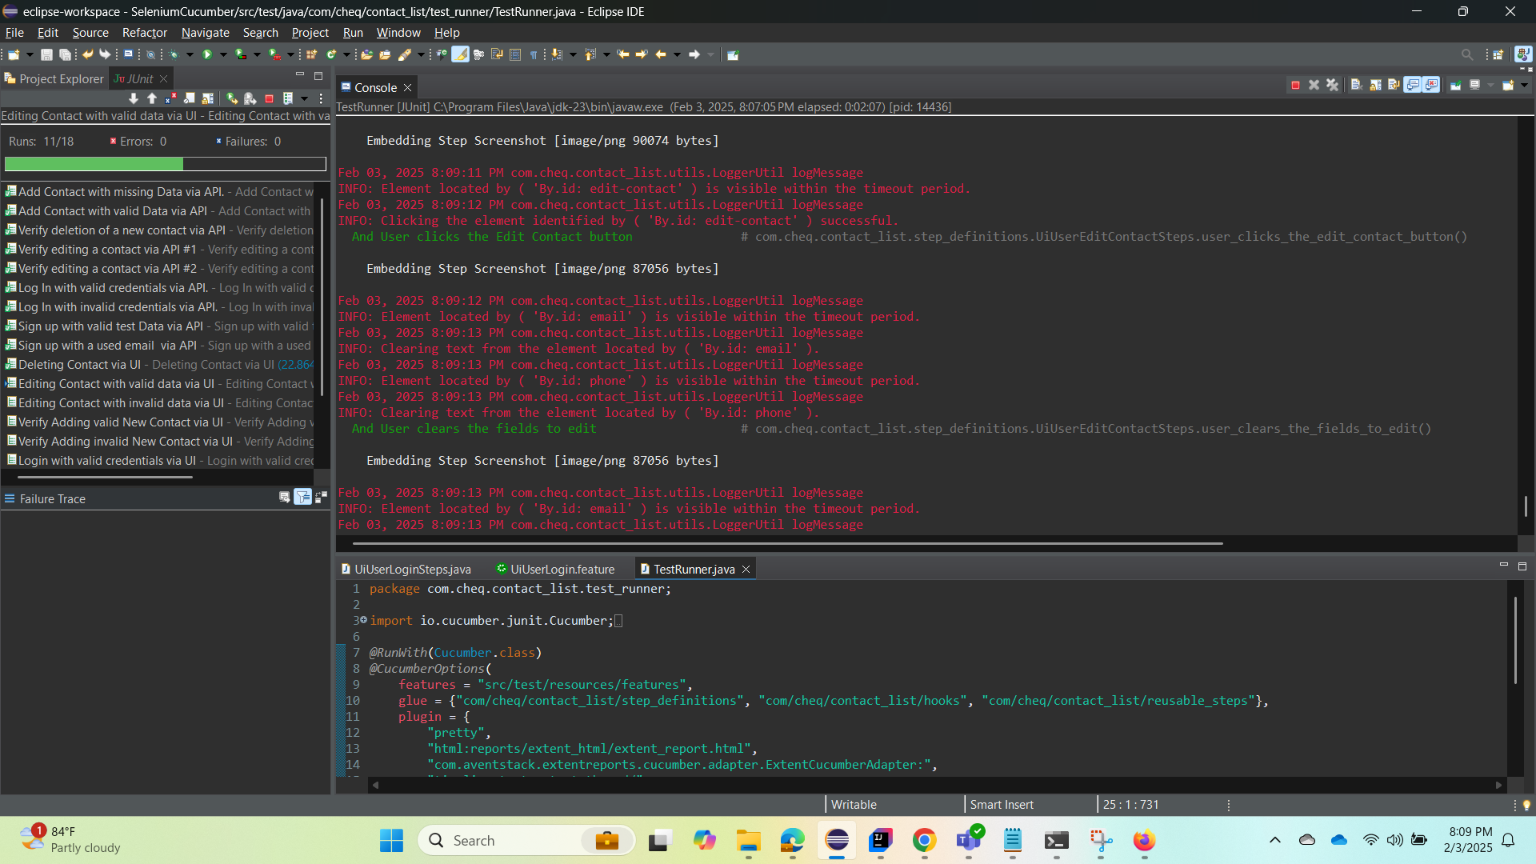 eclipse-workspace - SeleniumCucumber/src/test/java/com/cheq/contact_list/test_runner/TestRunner.java - Eclipse IDE
File Edit Source Refactor Navigate Search Project Run Window Help
Project Explorer JUnit
Editing Contact with valid data via UI - Editing Contact with va
Runs: 11/18 Errors: 0 Failures: 0
Add Contact with missing Data via API. - Add Contact w
Add Contact with valid Data via API - Add Contact with
Verify deletion of a new contact via API - Verify deletion
Verify editing a contact via API #1 - Verify editing a cont
Verify editing a contact via API #2 - Verify editing a cont
Log In with valid credentials via API. - Log In with valid c
Log In with invalid credentials via API. - Log In with inva
Sign up with valid test Data via API - Sign up with valid
Sign up with a used email via API - Sign up with a used
Deleting Contact via UI - Deleting Contact via UI (22.864
Editing Contact with valid data via UI - Editing Contact
Editing Contact with invalid data via UI - Editing Contac
Verify Adding valid New Contact via UI - Verify Adding v
Verify Adding invalid New Contact via UI - Verify Adding
Login with valid credentials via UI - Login with valid cred
Failure Trace
Console
TestRunner [JUnit] C:\Program Files\Java\jdk-23\bin\javaw.exe (Feb 3, 2025, 8:07:05 PM elapsed: 0:02:07) [pid: 14436]
Embedding Step Screenshot [image/png 90074 bytes]
Feb 03, 2025 8:09:11 PM com.cheq.contact_list.utils.LoggerUtil logMessage
INFO: Element located by ( 'By.id: edit-contact' ) is visible within the timeout period.
Feb 03, 2025 8:09:12 PM com.cheq.contact_list.utils.LoggerUtil logMessage
INFO: Clicking the element identified by ( 'By.id: edit-contact' ) successful.
And User clicks the Edit Contact button # com.cheq.contact_list.step_definitions.UiUserEditContactSteps.user_clicks_the_edit_contact_button()
Embedding Step Screenshot [image/png 87056 bytes]
Feb 03, 2025 8:09:12 PM com.cheq.contact_list.utils.LoggerUtil logMessage
INFO: Element located by ( 'By.id: email' ) is visible within the timeout period.
Feb 03, 2025 8:09:13 PM com.cheq.contact_list.utils.LoggerUtil logMessage
INFO: Clearing text from the element located by ( 'By.id: email' ).
Feb 03, 2025 8:09:13 PM com.cheq.contact_list.utils.LoggerUtil logMessage
INFO: Element located by ( 'By.id: phone' ) is visible within the timeout period.
Feb 03, 2025 8:09:13 PM com.cheq.contact_list.utils.LoggerUtil logMessage
INFO: Clearing text from the element located by ( 'By.id: phone' ).
And User clears the fields to edit # com.cheq.contact_list.step_definitions.UiUserEditContactSteps.user_clears_the_fields_to_edit()
Embedding Step Screenshot [image/png 87056 bytes]
Feb 03, 2025 8:09:13 PM com.cheq.contact_list.utils.LoggerUtil logMessage
INFO: Element located by ( 'By.id: email' ) is visible within the timeout period.
Feb 03, 2025 8:09:13 PM com.cheq.contact_list.utils.LoggerUtil logMessage
UiUserLoginSteps.java UiUserLogin.feature TestRunner.java
1 package com.cheq.contact_list.test_runner;
2
3 import io.cucumber.junit.Cucumber;
6
7 @RunWith(Cucumber.class)
8 @CucumberOptions(
9 features = "src/test/resources/features",
10 glue = {"com/cheq/contact_list/step_definitions", "com/cheq/contact_list/hooks", "com/cheq/contact_list/reusable_steps"},
11 plugin = {
12 "pretty",
13 "html:reports/extent_html/extent_report.html",
14 "com.aventstack.extentreports.cucumber.adapter.ExtentCucumberAdapter:",
Writable Smart Insert 25 : 1 : 731
1 84°F
Partly cloudy
Search
8:09 PM
2/3/2025